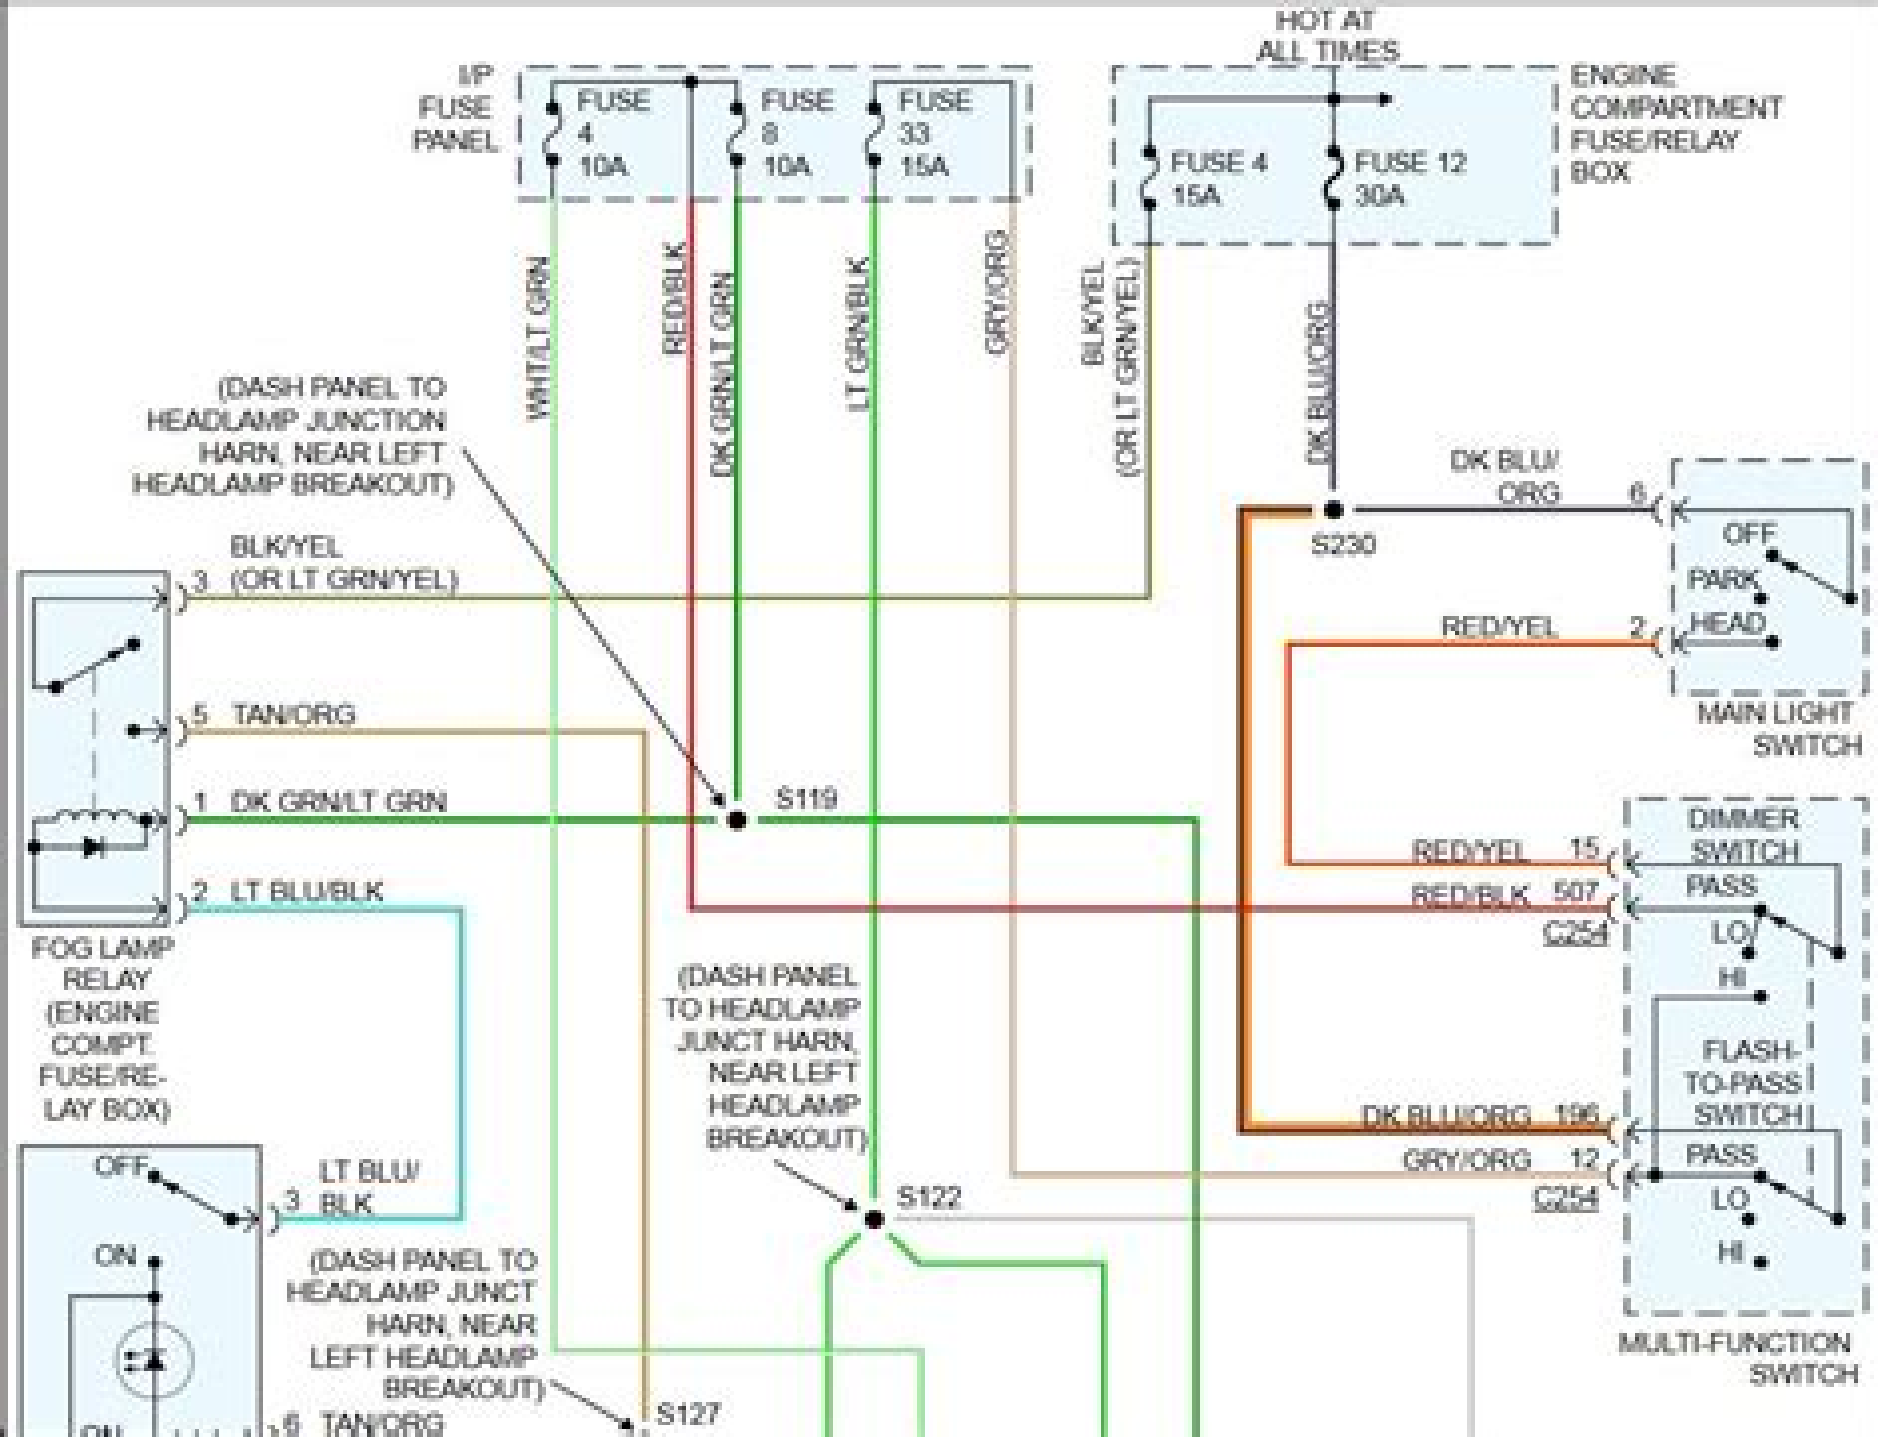 HOT AT
ALL TIMES
I/P
FUSE
PANEL
FUSE
4
10A
FUSE
8
10A
FUSE
33
15A
FUSE 4
15A
FUSE 12
30A
ENGINE
COMPARTMENT
FUSE/RELAY
BOX
WHT/LT GRN
RED/BLK
DK GRN/LT GRN
LT GRN/BLK
GRY/ORG
BLK/YEL
(OR LT GRN/YEL)
DK BLU/ORG
(DASH PANEL TO
HEADLAMP JUNCTION
HARN, NEAR LEFT
HEADLAMP BREAKOUT)
DK BLU/
ORG
6
S230
OFF
PARK
HEAD
RED/YEL
2
MAIN LIGHT
SWITCH
BLK/YEL
3
(OR LT GRN/YEL)
5
TAN/ORG
1
DK GRN/LT GRN
S119
2
LT BLU/BLK
FOG LAMP
RELAY
(ENGINE
COMPT.
FUSE/RE-
LAY BOX)
DIMMER
SWITCH
RED/YEL
15
RED/BLK
507
C254
PASS
LO
HI
FLASH-
TO-PASS
SWITCH
DK BLU/ORG
196
GRY/ORG
12
C254
PASS
LO
HI
MULTI-FUNCTION
SWITCH
(DASH PANEL
TO HEADLAMP
JUNCT HARN,
NEAR LEFT
HEADLAMP
BREAKOUT)
S122
OFF
3
LT BLU/
BLK
ON
(DASH PANEL TO
HEADLAMP JUNCT
HARN, NEAR
LEFT HEADLAMP
BREAKOUT)
S127
6
TAN/ORG
ON